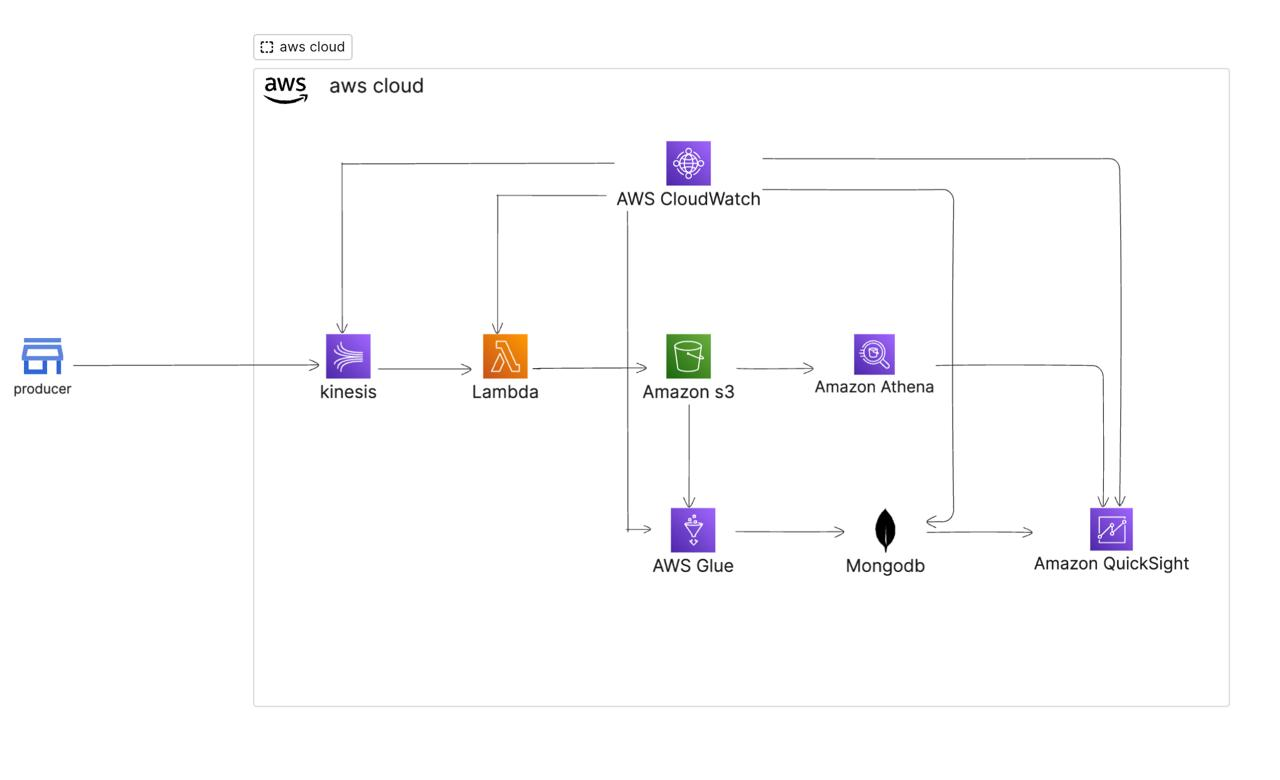 aws cloud
aws
aws cloud
AWS CloudWatch
producer
kinesis
Lambda
Amazon s3
Amazon Athena
AWS Glue
Mongodb
Amazon QuickSight